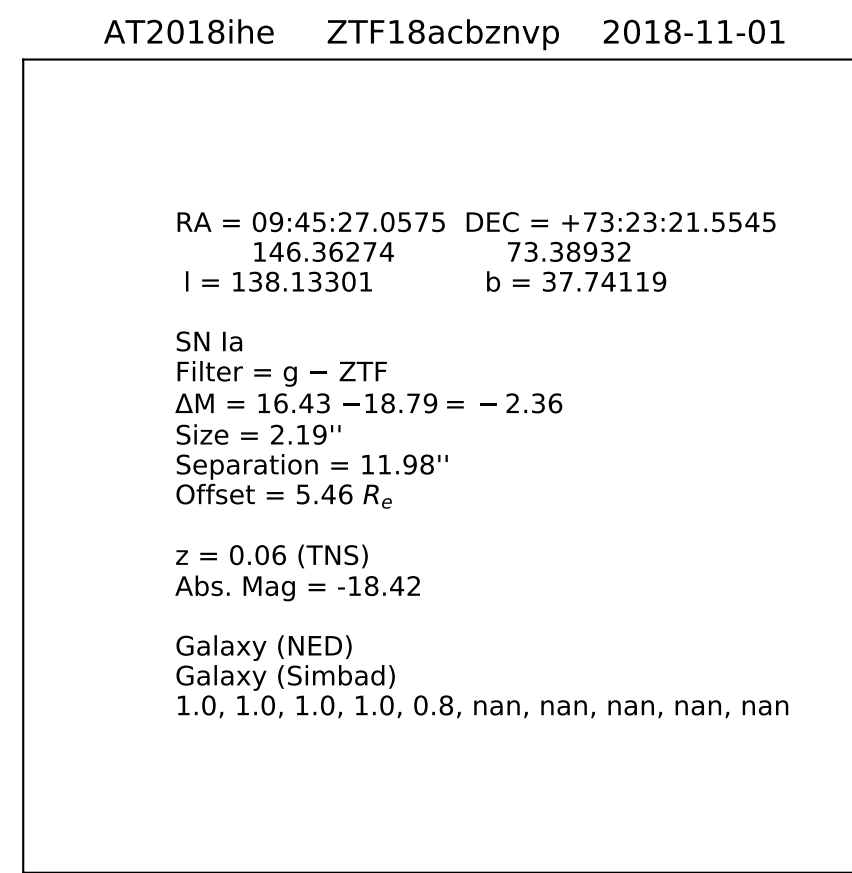 AT2018ihe ZTF18acbznvp 2018-11-01
RA = 09:45:27.0575 DEC = +73:23:21.5545
146.36274 73.38932
l = 138.13301 b = 37.74119
SN Ia
Filter = g − ZTF
ΔM = 16.43 −18.79 = − 2.36
Size = 2.19''
Separation = 11.98''
Offset = 5.46 Re
z = 0.06 (TNS)
Abs. Mag = -18.42
Galaxy (NED)
Galaxy (Simbad)
1.0, 1.0, 1.0, 1.0, 0.8, nan, nan, nan, nan, nan